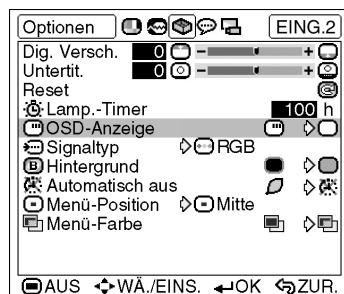 Optionen EING.2
Dig. Versch. 0 - +
Untertit. 0 - +
Reset
Lamp.-Timer 100 h
OSD-Anzeige
Signaltyp RGB
B Hintergrund
Automatisch aus
Menü-Position Mitte
Menü-Farbe
AUS WÄ./EINS. OK ZUR.